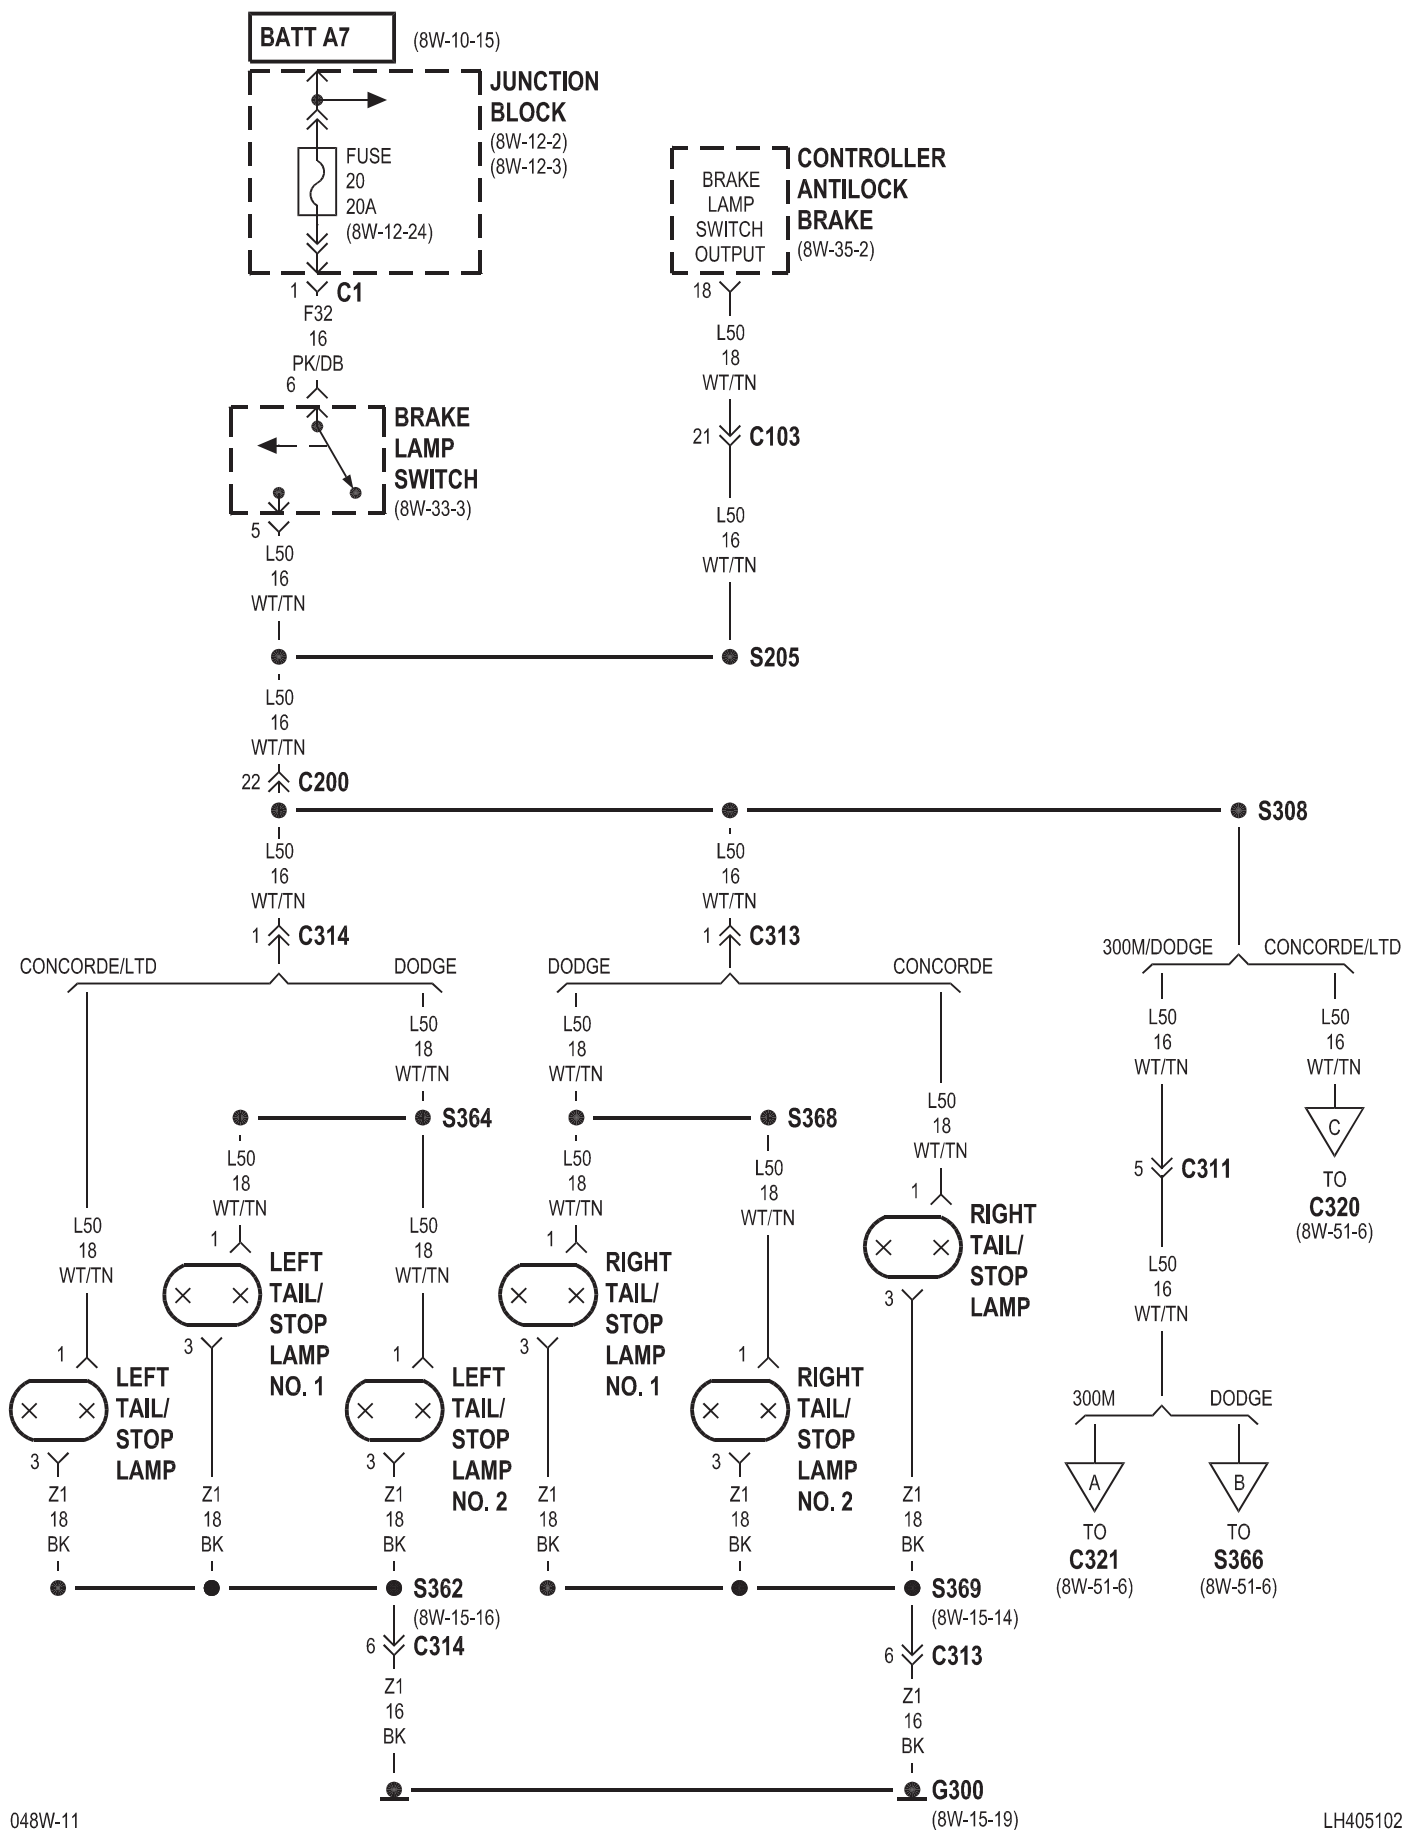 BATT A7
(8W-10-15)
JUNCTION
BLOCK
(8W-12-2)
(8W-12-3)
FUSE
20
20A
(8W-12-24)
1
C1
F32
16
PK/DB
6
BRAKE
LAMP
SWITCH
(8W-33-3)
5
L50
16
WT/TN
BRAKE
LAMP
SWITCH
OUTPUT
CONTROLLER
ANTILOCK
BRAKE
(8W-35-2)
18
L50
18
WT/TN
21
C103
L50
16
WT/TN
S205
L50
16
WT/TN
22
C200
S308
L50
16
WT/TN
1
C314
L50
16
WT/TN
1
C313
CONCORDE/LTD
DODGE
DODGE
CONCORDE
300M/DODGE
CONCORDE/LTD
L50
18
WT/TN
S364
L50
18
WT/TN
S368
L50
18
WT/TN
1
LEFT
TAIL/
STOP
LAMP
3
L50
18
WT/TN
1
LEFT
TAIL/
STOP
LAMP
NO. 1
3
L50
18
WT/TN
1
LEFT
TAIL/
STOP
LAMP
NO. 2
3
L50
18
WT/TN
1
RIGHT
TAIL/
STOP
LAMP
NO. 1
3
L50
18
WT/TN
1
RIGHT
TAIL/
STOP
LAMP
NO. 2
3
L50
18
WT/TN
1
RIGHT
TAIL/
STOP
LAMP
3
L50
16
WT/TN
5
C311
L50
16
WT/TN
300M
DODGE
A
TO
C321
(8W-51-6)
B
TO
S366
(8W-51-6)
L50
16
WT/TN
C
TO
C320
(8W-51-6)
Z1
18
BK
Z1
18
BK
Z1
18
BK
Z1
18
BK
Z1
18
BK
Z1
18
BK
S362
(8W-15-16)
6
C314
Z1
16
BK
S369
(8W-15-14)
6
C313
Z1
16
BK
G300
(8W-15-19)
048W-11
LH405102